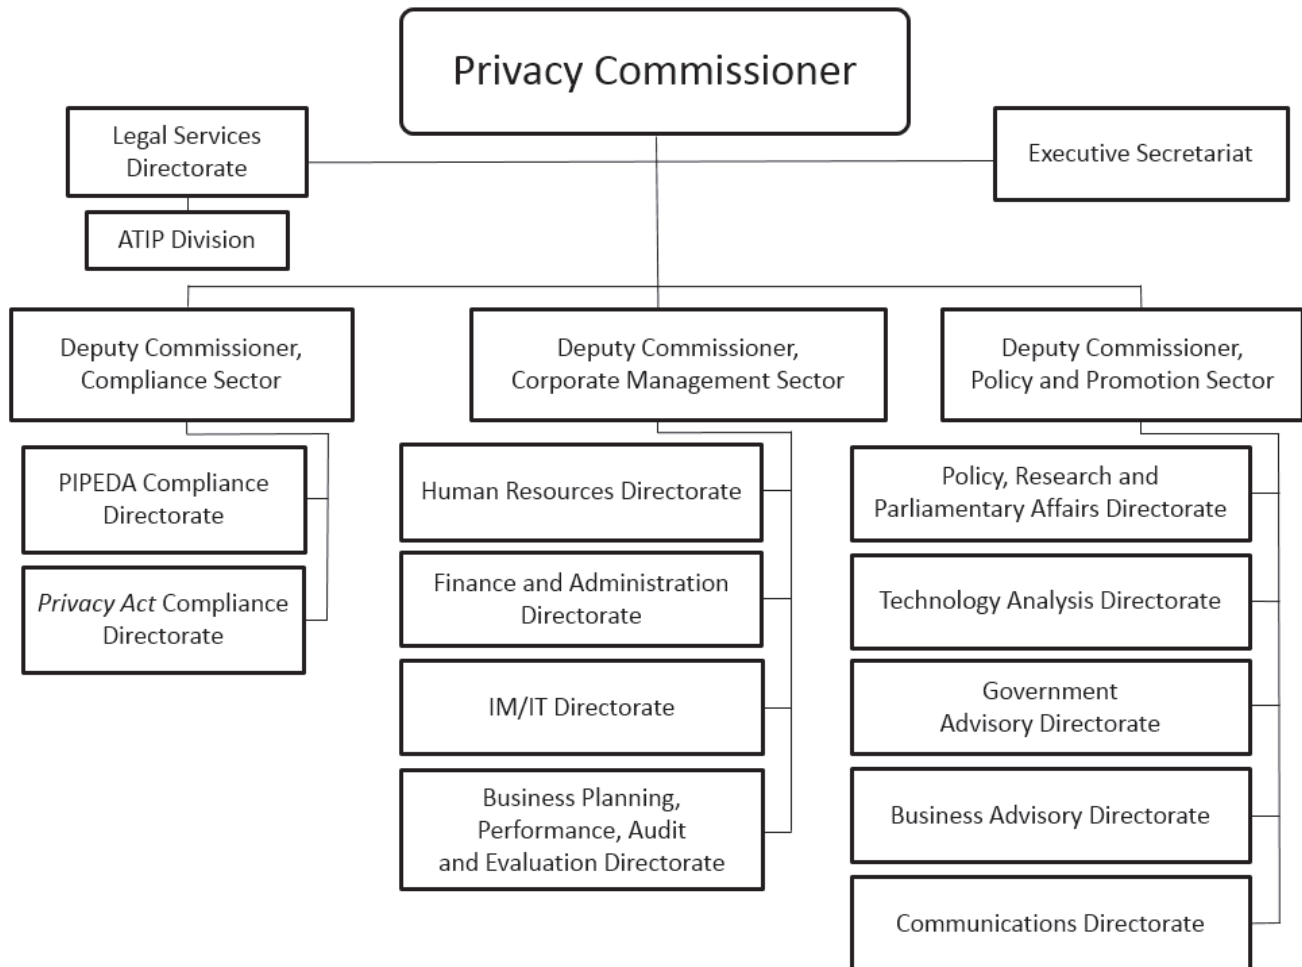 Privacy Commissioner
Legal Services
Directorate
Executive Secretariat
ATIP Division
Deputy Commissioner,
Compliance Sector
PIPEDA Compliance
Directorate
Privacy Act Compliance
Directorate
Deputy Commissioner,
Corporate Management Sector
Human Resources Directorate
Finance and Administration
Directorate
IM/IT Directorate
Business Planning,
Performance, Audit
and Evaluation Directorate
Deputy Commissioner,
Policy and Promotion Sector
Policy, Research and
Parliamentary Affairs Directorate
Technology Analysis Directorate
Government
Advisory Directorate
Business Advisory Directorate
Communications Directorate